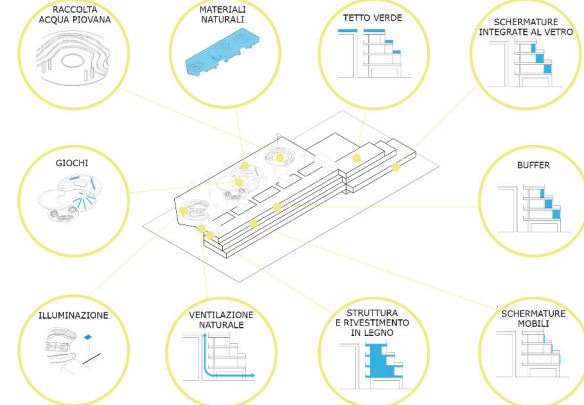 RACCOLTA
ACQUA PIOVANA
MATERIALI
NATURALI
TETTO VERDE
SCHERMATURE
INTEGRATE AL VETRO
GIOCHI
BUFFER
ILLUMINAZIONE
VENTILAZIONE
NATURALE
STRUTTURA
E RIVESTIMENTO
IN LEGNO
SCHERMATURE
MOBILI